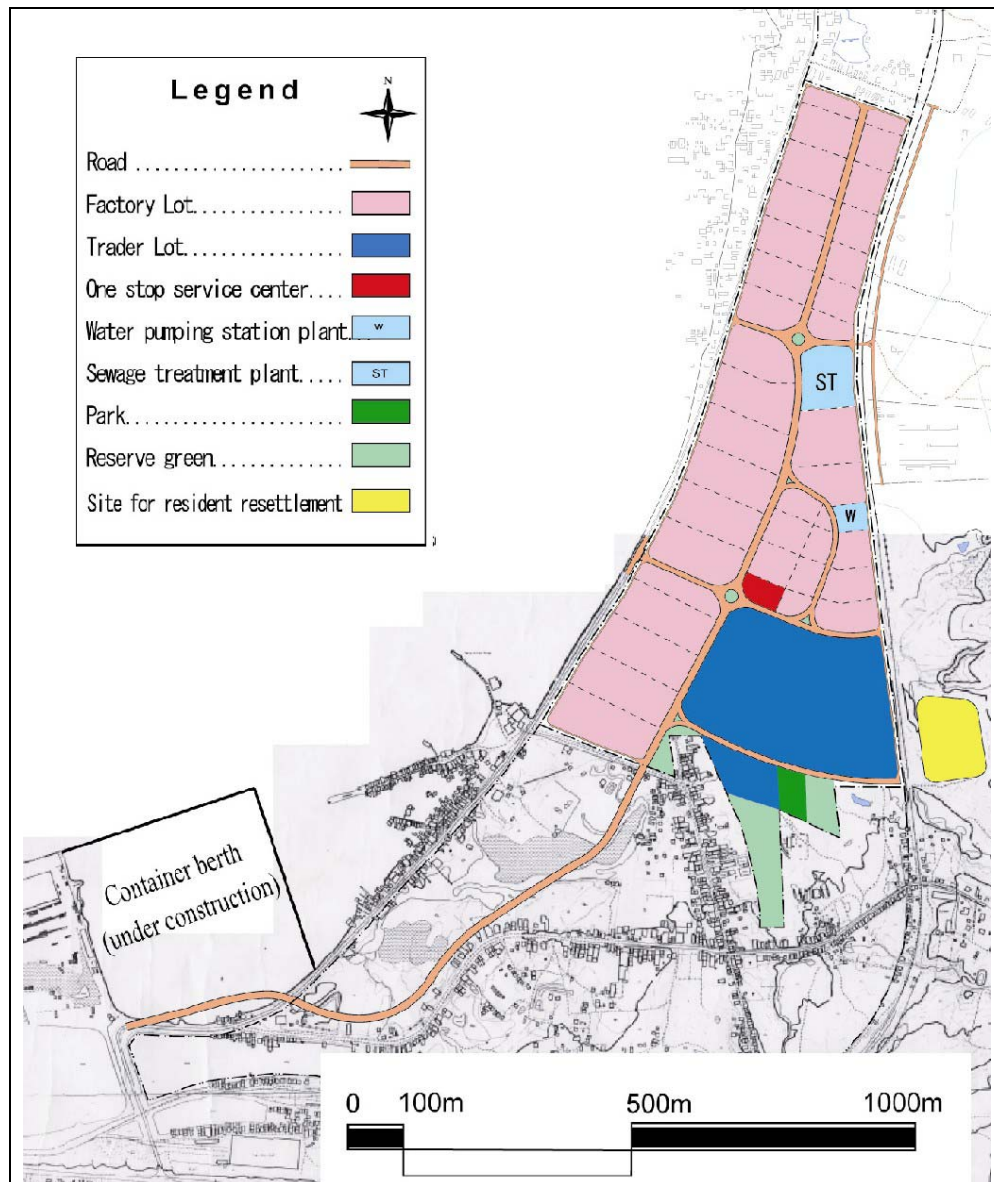 Legend
N
Road
Factory Lot
Trader Lot
One stop service center
Water pumping station plant
W
Sewage treatment plant
ST
Park
Reserve green
Site for resident resettlement
ST
W
Container berth
(under construction)
0 100m 500m 1000m